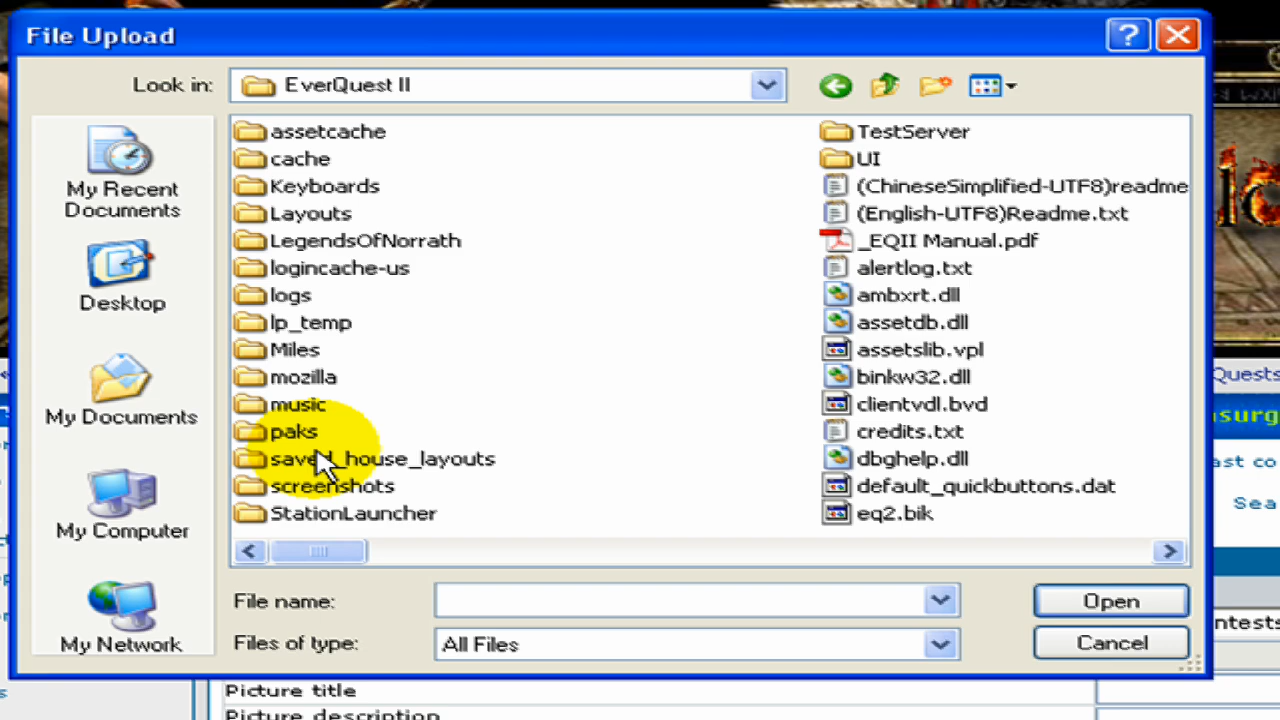 File Upload
Look in:
EverQuest II
My Recent
Documents
Desktop
My Documents
My Computer
My Network
assetcache
cache
Keyboards
Layouts
LegendsOfNorrath
logincache-us
logs
lp_temp
Miles
mozilla
music
paks
saved_house_layouts
screenshots
StationLauncher
TestServer
UI
(ChineseSimplified-UTF8)readme
(English-UTF8)Readme.txt
_EQII Manual.pdf
alertlog.txt
ambxrt.dll
assetdb.dll
assetslib.vpl
binkw32.dll
clientvdl.bvd
credits.txt
dbghelp.dll
default_quickbuttons.dat
eq2.bik
File name:
Open
Files of type:
All Files
Cancel
Quests
nsurg
ast co
Sea
ntests
Picture title
Picture description